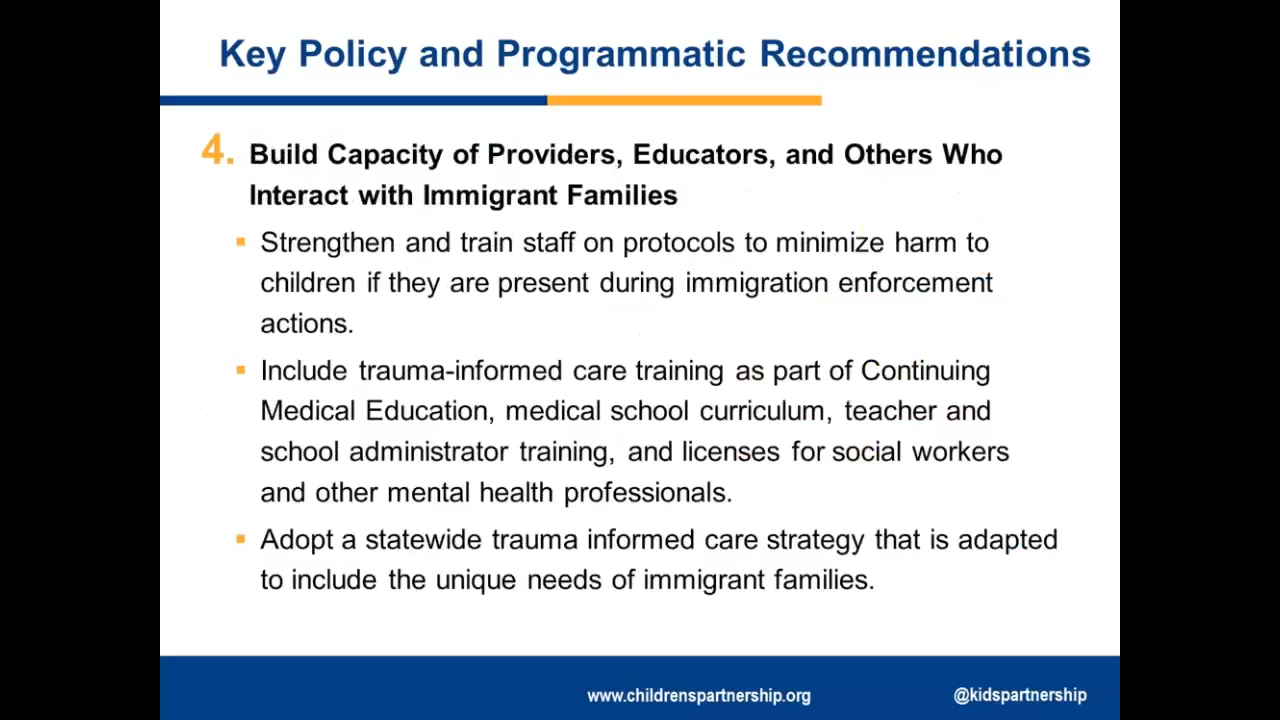 Key Policy and Programmatic Recommendations
4. Build Capacity of Providers, Educators, and Others Who
Interact with Immigrant Families
▪ Strengthen and train staff on protocols to minimize harm to
children if they are present during immigration enforcement
actions.
▪ Include trauma-informed care training as part of Continuing
Medical Education, medical school curriculum, teacher and
school administrator training, and licenses for social workers
and other mental health professionals.
▪ Adopt a statewide trauma informed care strategy that is adapted
to include the unique needs of immigrant families.
www.childrenspartnership.org
@kidspartnership